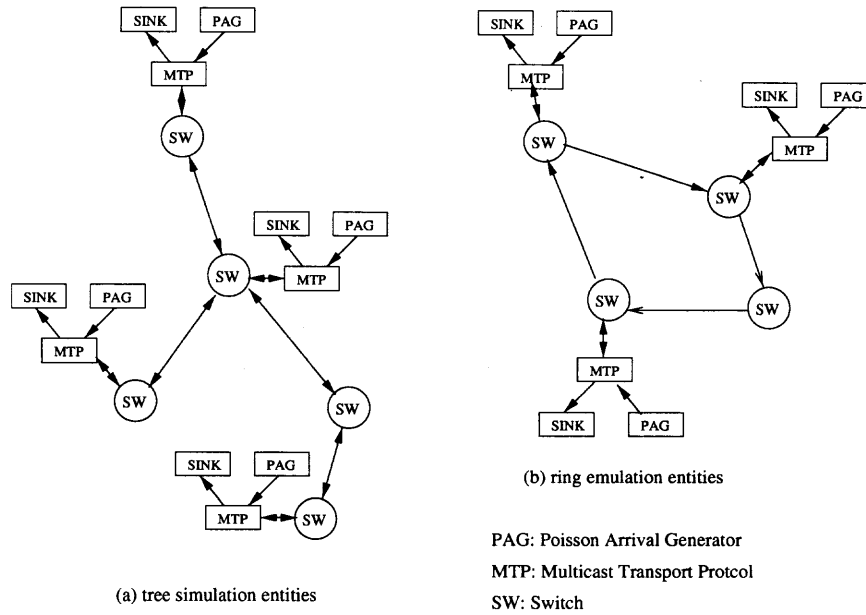 SINK PAG
MTP
SW
SINK PAG
SW MTP
SINK PAG
MTP
SW
SW
SINK PAG
MTP SW
(a) tree simulation entities
SINK PAG
MTP
SW
SINK PAG
MTP
SW
SW
SW
MTP
SINK PAG
(b) ring emulation entities
PAG: Poisson Arrival Generator
MTP: Multicast Transport Protcol
SW: Switch